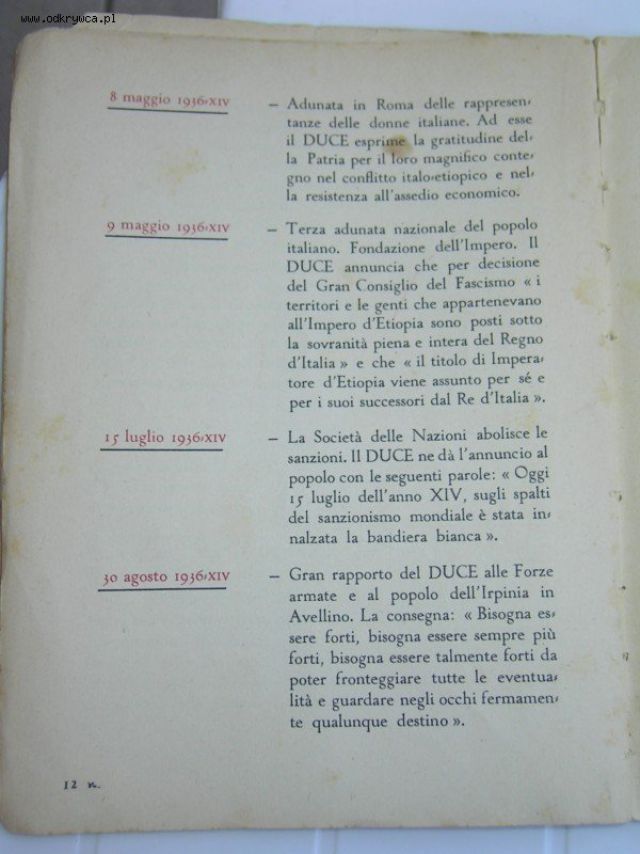 www.odkrywca.pl
8 maggio 1936-XIV
— Adunata in Roma delle rappresen-
tanze delle donne italiane. Ad esse
il DUCE esprime la gratitudine del-
la Patria per il loro magnifico conte-
gno nel conflitto italo-etiopico e nel-
la resistenza all'assedio economico.
9 maggio 1936-XIV
— Terza adunata nazionale del popolo
italiano. Fondazione dell'Impero. Il
DUCE annuncia che per decisione
del Gran Consiglio del Fascismo « i
territori e le genti che appartenevano
all'Impero d'Etiopia sono posti sotto
la sovranità piena e intera del Regno
d'Italia » e che « il titolo di Impera-
tore d'Etiopia viene assunto per sé e
per i suoi successori dal Re d'Italia ».
15 luglio 1936-XIV
— La Società delle Nazioni abolisce le
sanzioni. Il DUCE ne dà l'annuncio al
popolo con le seguenti parole: « Oggi
15 luglio dell'anno XIV, sugli spalti
del sanzionismo mondiale è stata in-
nalzata la bandiera bianca ».
30 agosto 1936-XIV
— Gran rapporto del DUCE alle Forze
armate e al popolo dell'Irpinia in
Avellino. La consegna: « Bisogna es-
sere forti, bisogna essere sempre più
forti, bisogna essere talmente forti da
poter fronteggiare tutte le eventua-
lità e guardare negli occhi fermamen-
te qualunque destino ».
12 n.